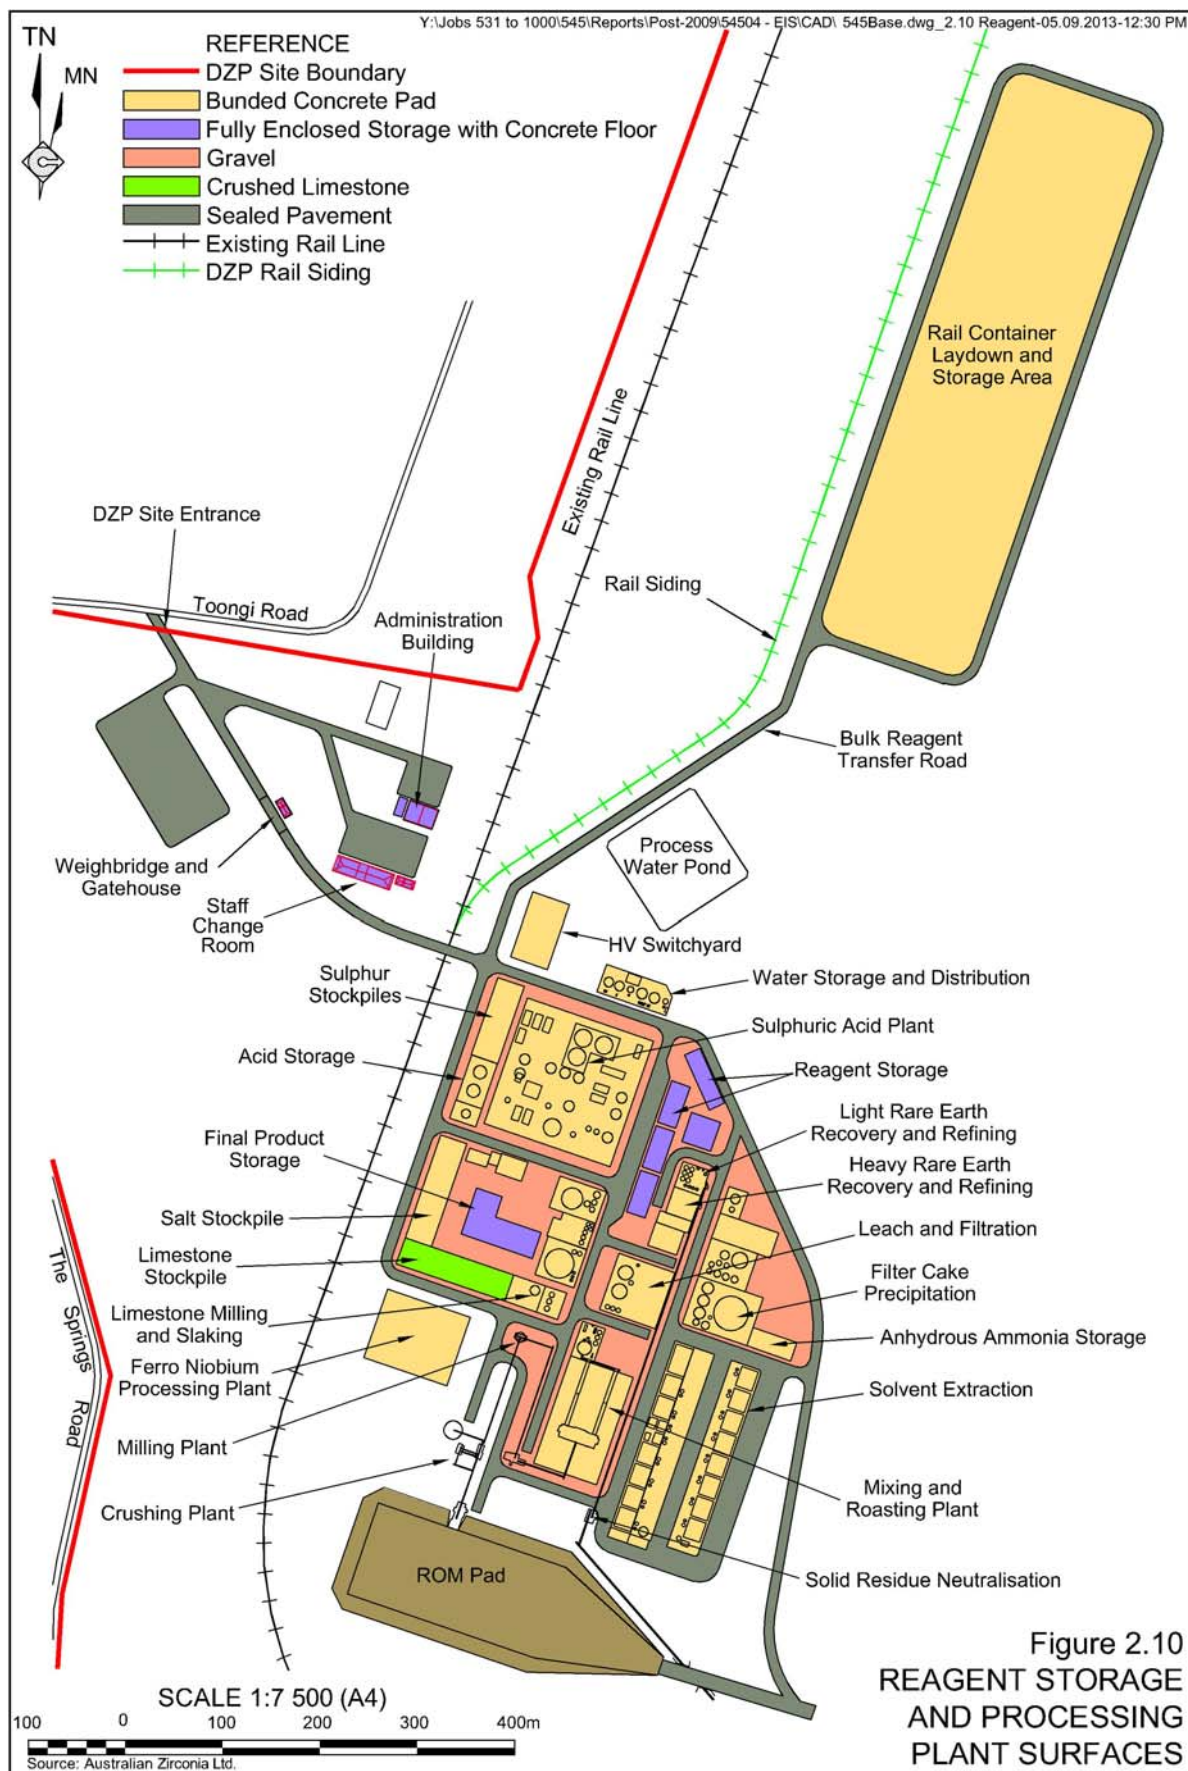 Y:\Jobs 531 to 1000\545\Reports\Post-2009\54504 - EIS\CAD\ 545Base.dwg_2.10 Reagent-05.09.2013-12:30 PM
TN
MN
REFERENCE
DZP Site Boundary
Bunded Concrete Pad
Fully Enclosed Storage with Concrete Floor
Gravel
Crushed Limestone
Sealed Pavement
Existing Rail Line
DZP Rail Siding
Rail Container
Laydown and
Storage Area
Existing Rail Line
DZP Site Entrance
Toongi Road
Rail Siding
Administration
Building
Bulk Reagent
Transfer Road
Process
Water Pond
Weighbridge and
Gatehouse
Staff
Change
Room
HV Switchyard
Sulphur
Stockpiles
Water Storage and Distribution
Sulphuric Acid Plant
Acid Storage
Reagent Storage
Light Rare Earth
Recovery and Refining
Final Product
Storage
Heavy Rare Earth
Recovery and Refining
Salt Stockpile
Leach and Filtration
Limestone
Stockpile
Filter Cake
Precipitation
The Springs Road
Limestone Milling
and Slaking
Anhydrous Ammonia Storage
Ferro Niobium
Processing Plant
Solvent Extraction
Milling Plant
Mixing and
Roasting Plant
Crushing Plant
ROM Pad
Solid Residue Neutralisation
Figure 2.10
REAGENT STORAGE
AND PROCESSING
PLANT SURFACES
SCALE 1:7 500 (A4)
100 0 100 200 300 400m
Source: Australian Zirconia Ltd.